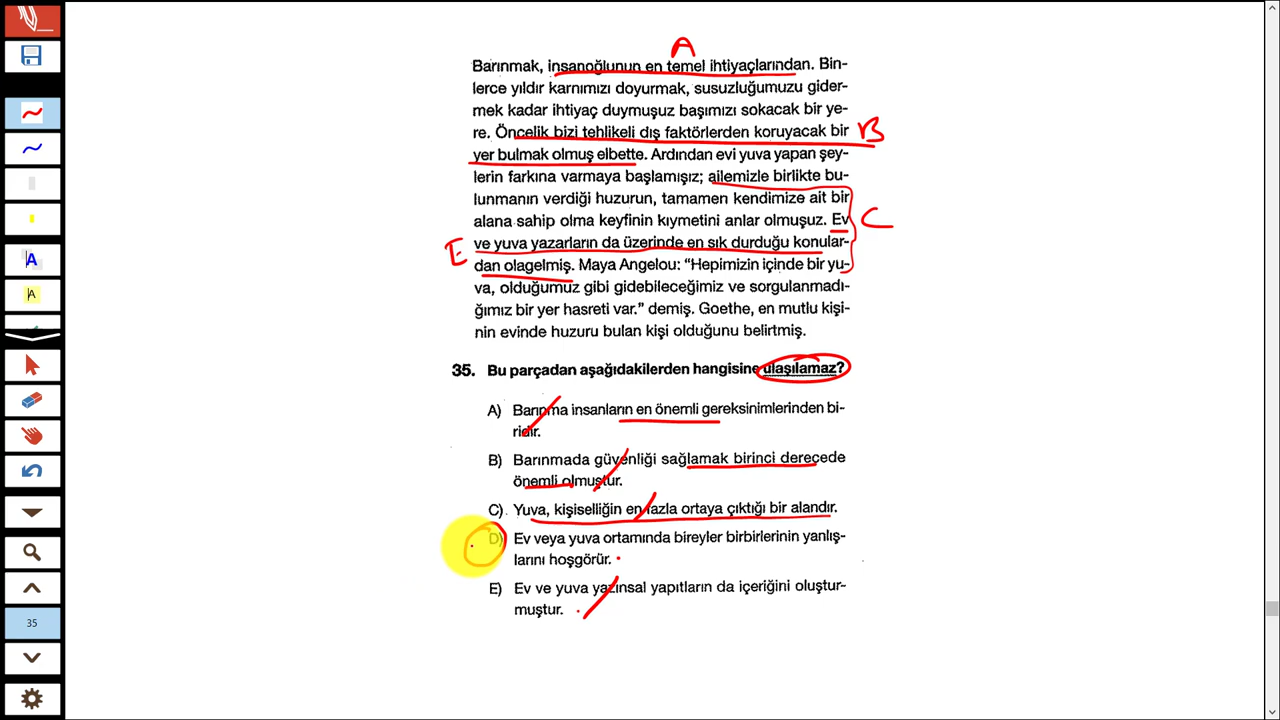 A
Barınmak, insanoğlunun en temel ihtiyaçlarından. Bin-
lerce yıldır karnımızı doyurmak, susuzluğumuzu gider-
mek kadar ihtiyaç duymuşuz başımızı sokacak bir ye-
re. Öncelik bizi tehlikeli dış faktörlerden koruyacak bir B
yer bulmak olmuş elbette. Ardından evi yuva yapan şey-
lerin farkına varmaya başlamışız; ailemizle birlikte bu-
lunmanın verdiği huzurun, tamamen kendimize ait bir
alana sahip olma keyfinin kıymetini anlar olmuşuz. Ev C
E ve yuva yazarların da üzerinde en sık durduğu konular-
dan olagelmiş. Maya Angelou: “Hepimizin içinde bir yu-
va, olduğumuz gibi gidebileceğimiz ve sorgulanmadı-
ğımız bir yer hasreti var.” demiş. Goethe, en mutlu kişi-
nin evinde huzuru bulan kişi olduğunu belirtmiş.
35. Bu parçadan aşağıdakilerden hangisine ulaşılamaz?
A) Barınma insanların en önemli gereksinimlerinden bi-
ridir.
B) Barınmada güvenliği sağlamak birinci derecede
önemli olmuştur.
C) Yuva, kişiselliğin en fazla ortaya çıktığı bir alandır.
D) Ev veya yuva ortamında bireyler birbirlerinin yanlış-
larını hoşgörür.
E) Ev ve yuva yazınsal yapıtların da içeriğini oluştur-
muştur.
A
A
35